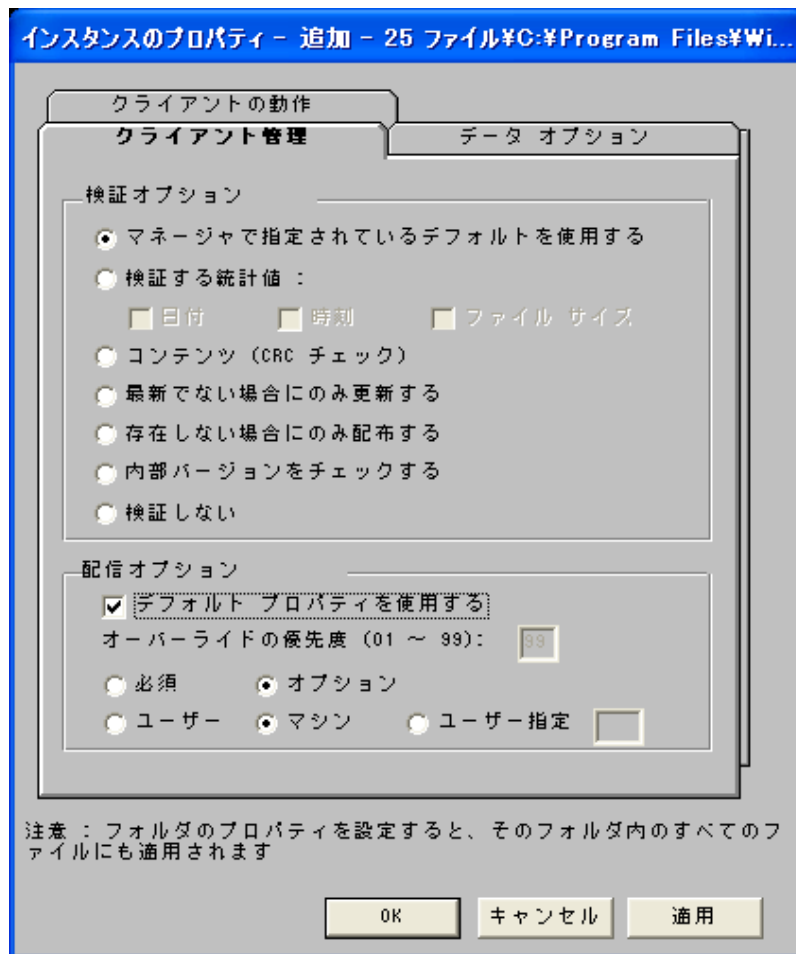 インスタンスのプロパティ - 追加 - 25 ファイル¥C:¥Program Files¥Wi...
クライアントの動作
クライアント管理
データ オプション
検証オプション
マネージャで指定されているデフォルトを使用する
検証する統計値 :
日付 時刻 ファイル サイズ
コンテンツ (CRC チェック)
最新でない場合にのみ更新する
存在しない場合にのみ配布する
内部バージョンをチェックする
検証しない
配信オプション
デフォルト プロパティを使用する
オーバーライドの優先度 (01 ～ 99): 99
必須 オプション
ユーザー マシン ユーザー指定
注意 : フォルダのプロパティを設定すると、そのフォルダ内のすべてのフ
ァイルにも適用されます
OK キャンセル 適用